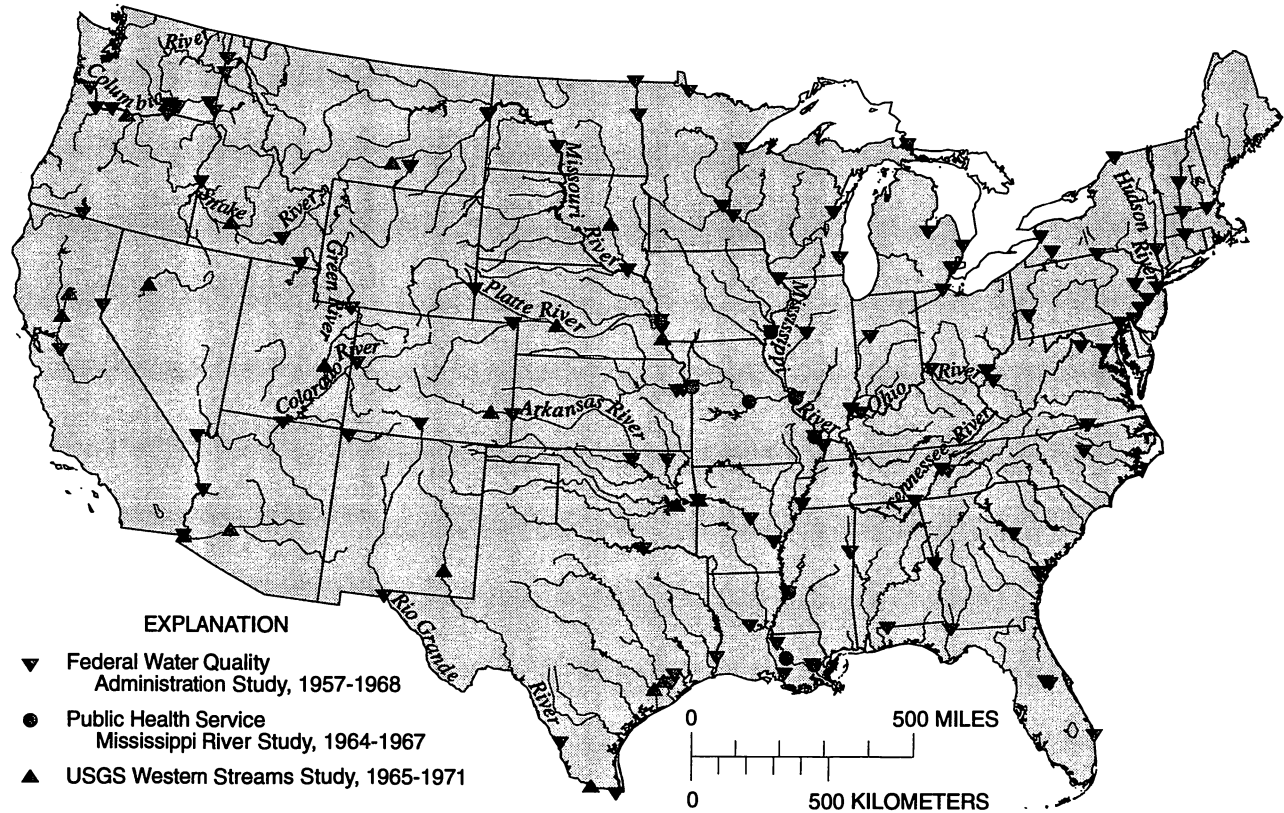 River
Columbia
Snake
River
Missouri
River
Green River
Platte River
Colorado River
Arkansas River
Mississippi
River
Ohio
River
Tennessee River
Hudson River
Rio Grande
River
EXPLANATION
Federal Water Quality
Administration Study, 1957-1968
Public Health Service
Mississippi River Study, 1964-1967
USGS Western Streams Study, 1965-1971
0 500 MILES
0 500 KILOMETERS